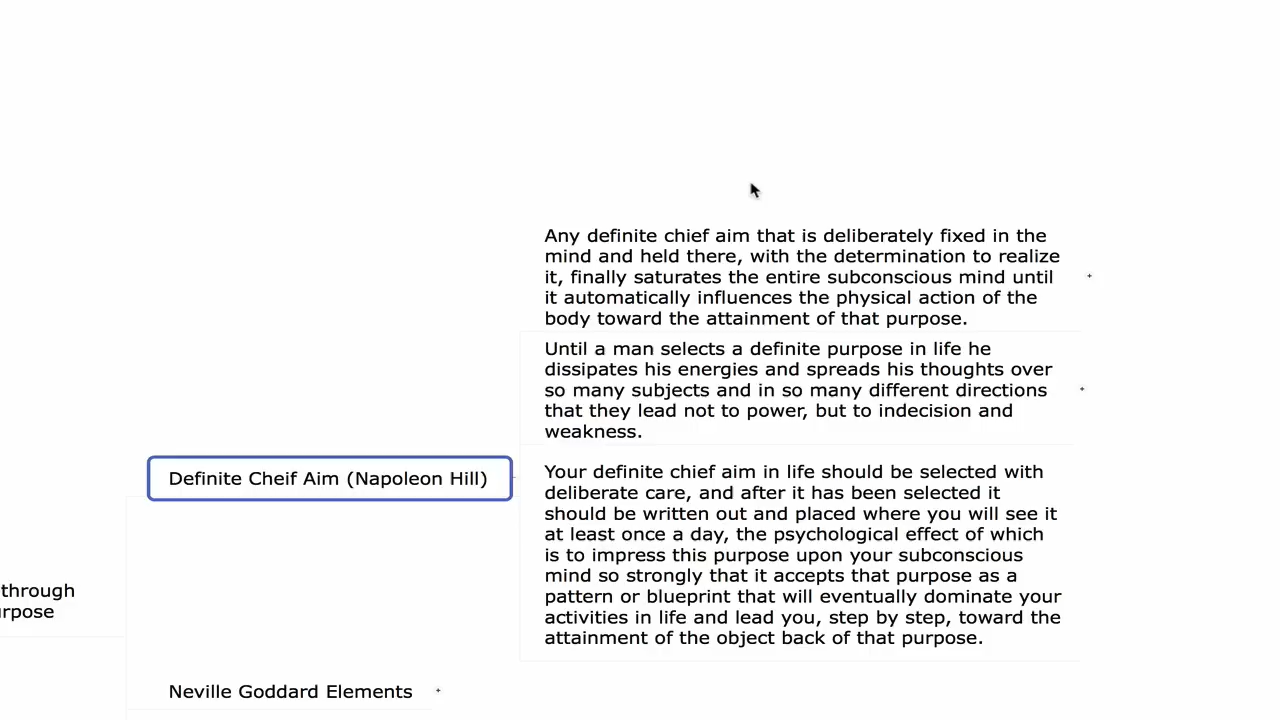 Any definite chief aim that is deliberately fixed in the
mind and held there, with the determination to realize
it, finally saturates the entire subconscious mind until
it automatically influences the physical action of the
body toward the attainment of that purpose.
Until a man selects a definite purpose in life he
dissipates his energies and spreads his thoughts over
so many subjects and in so many different directions
that they lead not to power, but to indecision and
weakness.
Definite Cheif Aim (Napoleon Hill)
Your definite chief aim in life should be selected with
deliberate care, and after it has been selected it
should be written out and placed where you will see it
at least once a day, the psychological effect of which
is to impress this purpose upon your subconscious
mind so strongly that it accepts that purpose as a
pattern or blueprint that will eventually dominate your
activities in life and lead you, step by step, toward the
attainment of the object back of that purpose.
through
urpose
Neville Goddard Elements